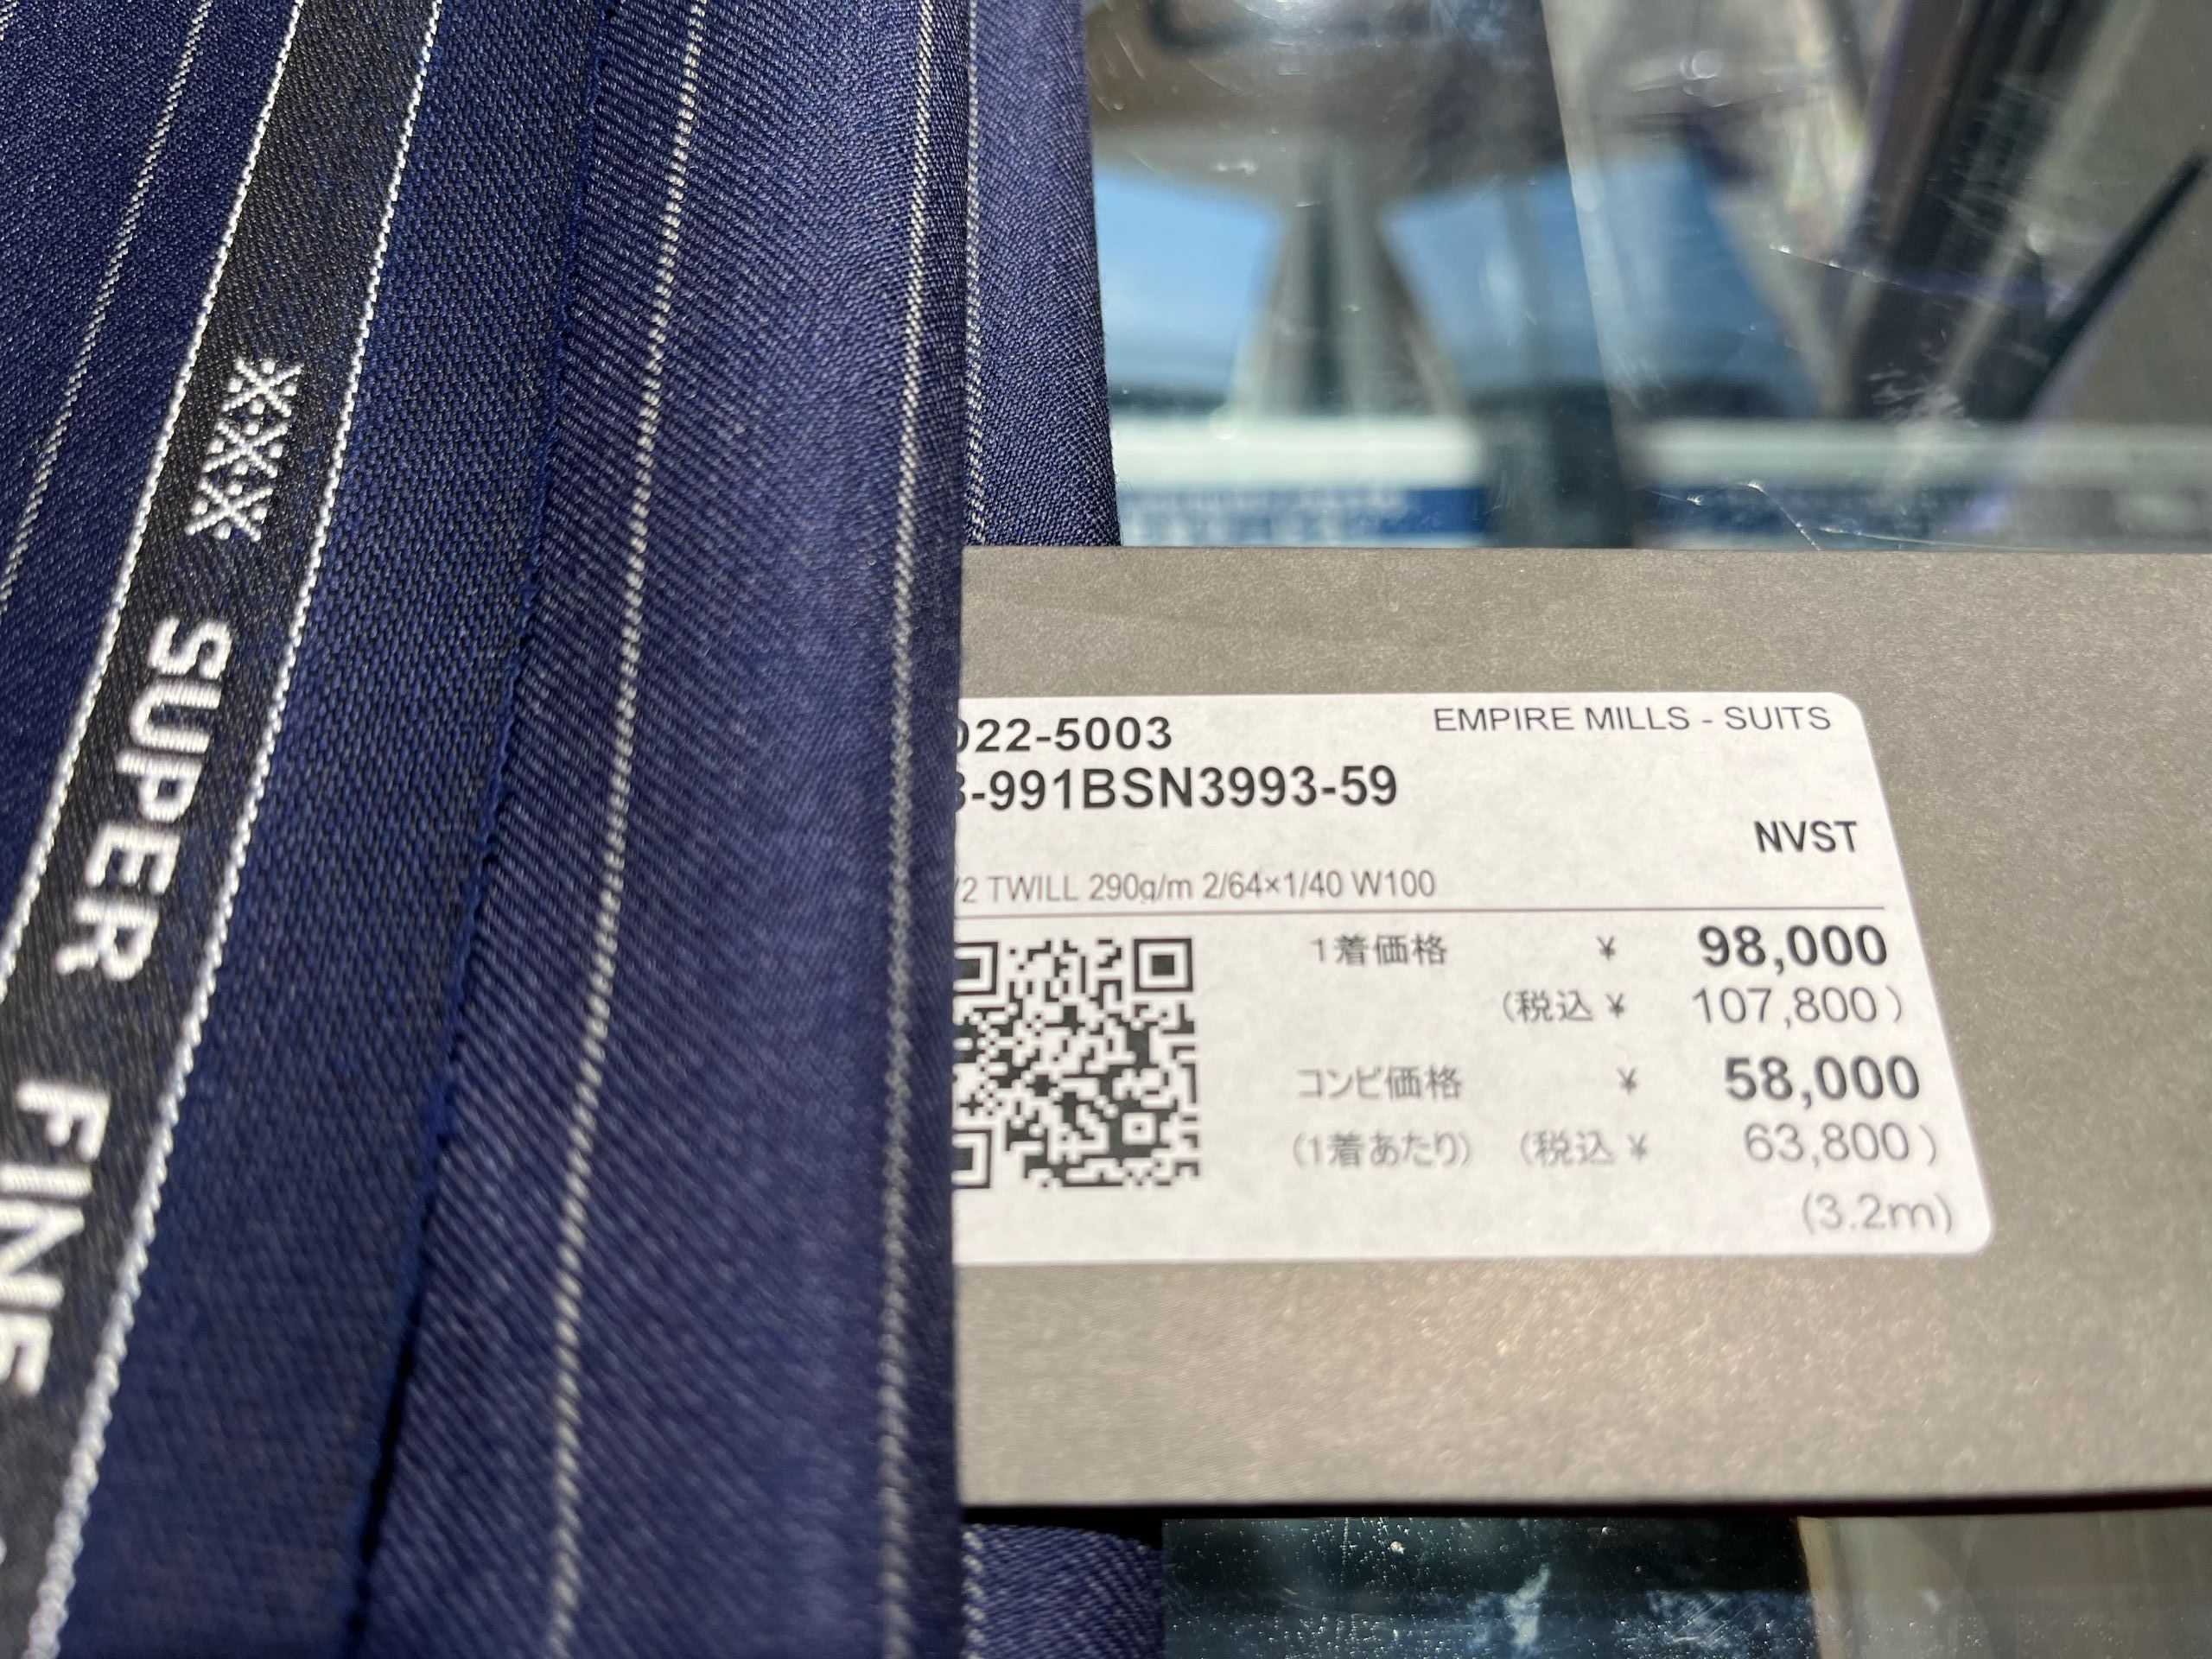 SUPER FINE
022-5003
EMPIRE MILLS - SUITS
-991BSN3993-59
NVST
/2 TWILL 290g/m 2/64×1/40 W100
1着価格 ¥ 98,000
(税込 ¥ 107,800)
コンビ価格 ¥ 58,000
(1着あたり) (税込 ¥ 63,800)
(3.2m)